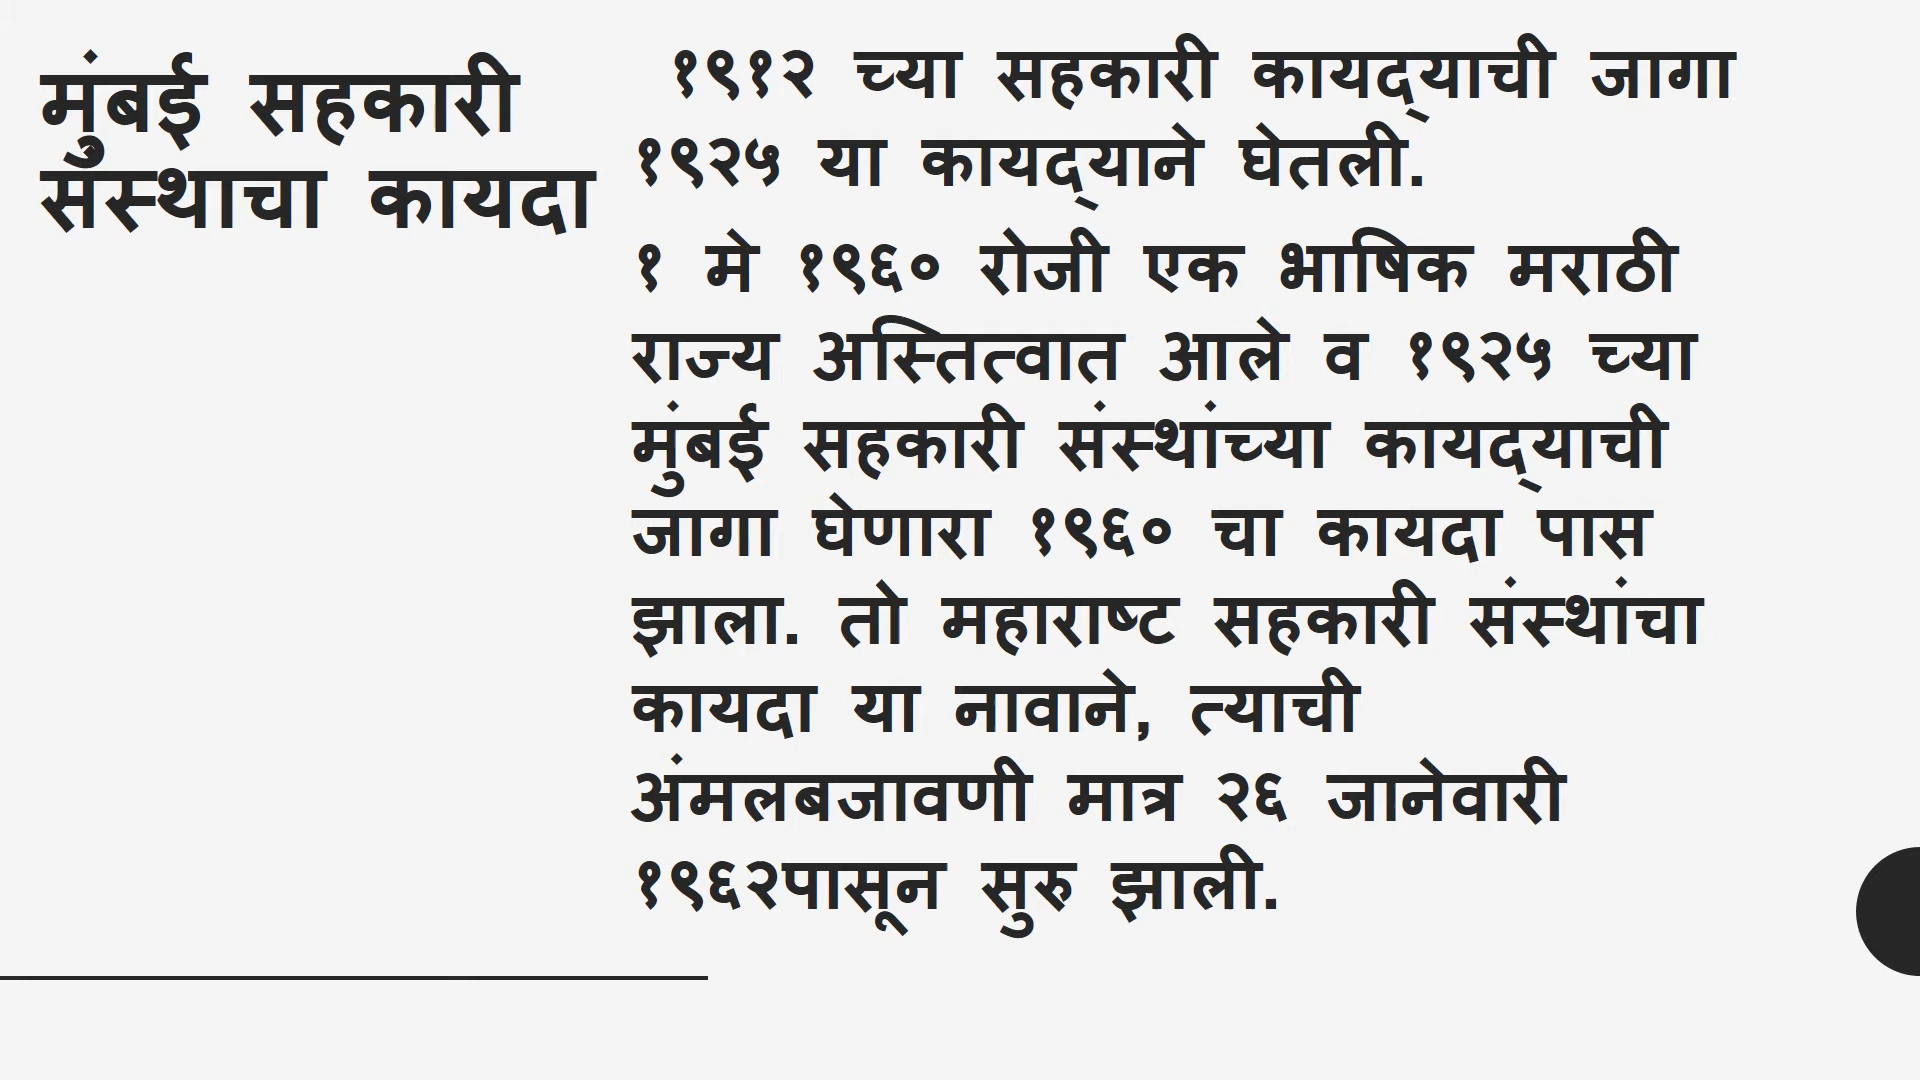 मुंबई सहकारी
संस्थाचा कायदा
१९१२ च्या सहकारी कायद्‌याची जागा
१९२५ या कायद्‌याने घेतली.
१ मे १९६० रोजी एक भाषिक मराठी
राज्य अस्तित्वात आले व १९२५ च्या
मुंबई सहकारी संस्थांच्या कायद्‌याची
जागा घेणारा १९६० चा कायदा पास
झाला. तो महाराष्ट सहकारी संस्थांचा
कायदा या नावाने, त्याची
अंमलबजावणी मात्र २६ जानेवारी
१९६२पासून सुरु झाली.